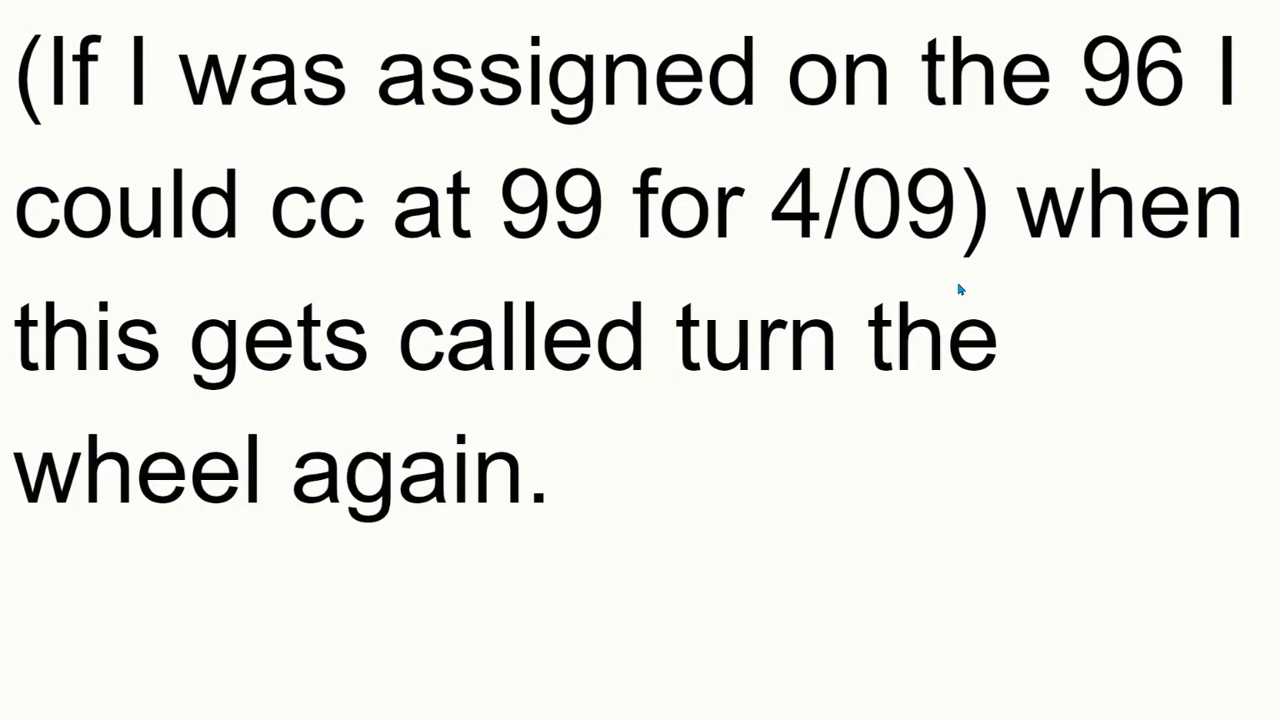 (If I was assigned on the 96 I
could cc at 99 for 4/09) when
this gets called turn the
wheel again.